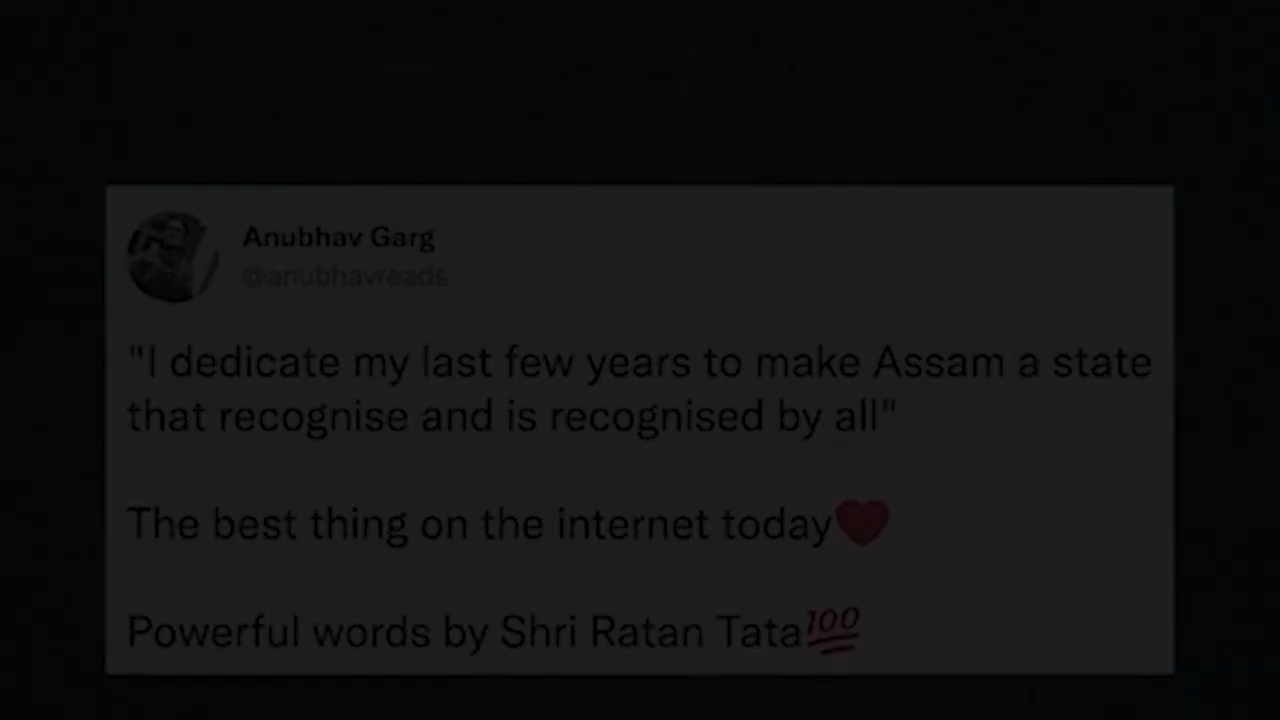 Anubhav Garg
@anubhavreads
"I dedicate my last few years to make Assam a state
that recognise and is recognised by all"
The best thing on the internet today❤️
Powerful words by Shri Ratan Tata💯